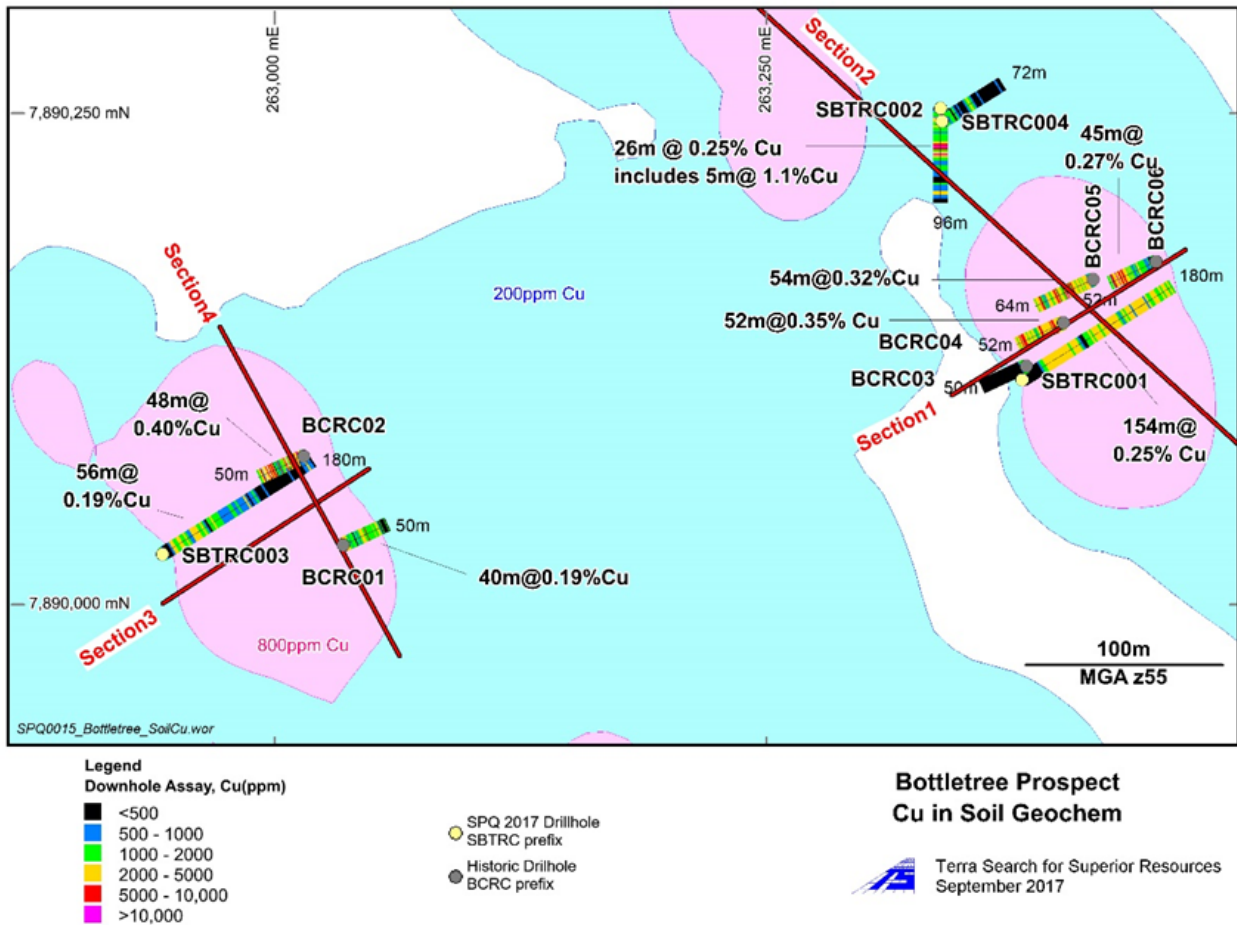 263,000 mE
263,250 mE
Section2
72m
7,890,250 mN
SBTRC002
SBTRC004
45m@
0.27% Cu
26m @ 0.25% Cu
includes 5m@ 1.1%Cu
BCRC05
BCRC06
96m
Section4
54m@0.32%Cu
180m
200ppm Cu
64m
52m
52m@0.35% Cu
BCRC04
52m
BCRC03
50m
SBTRC001
Section1
48m@
0.40%Cu
BCRC02
154m@
0.25% Cu
56m@
0.19%Cu
50m
180m
50m
SBTRC003
BCRC01
40m@0.19%Cu
7,890,000 mN
Section3
800ppm Cu
100m
MGA z55
SPQ0015_Bottletree_SoilCu.wor
Legend
Downhole Assay, Cu(ppm)
<500
500 - 1000
1000 - 2000
2000 - 5000
5000 - 10,000
>10,000
SPQ 2017 Drillhole
SBTRC prefix
Historic Drilhole
BCRC prefix
Bottletree Prospect
Cu in Soil Geochem
TS
Terra Search for Superior Resources
September 2017